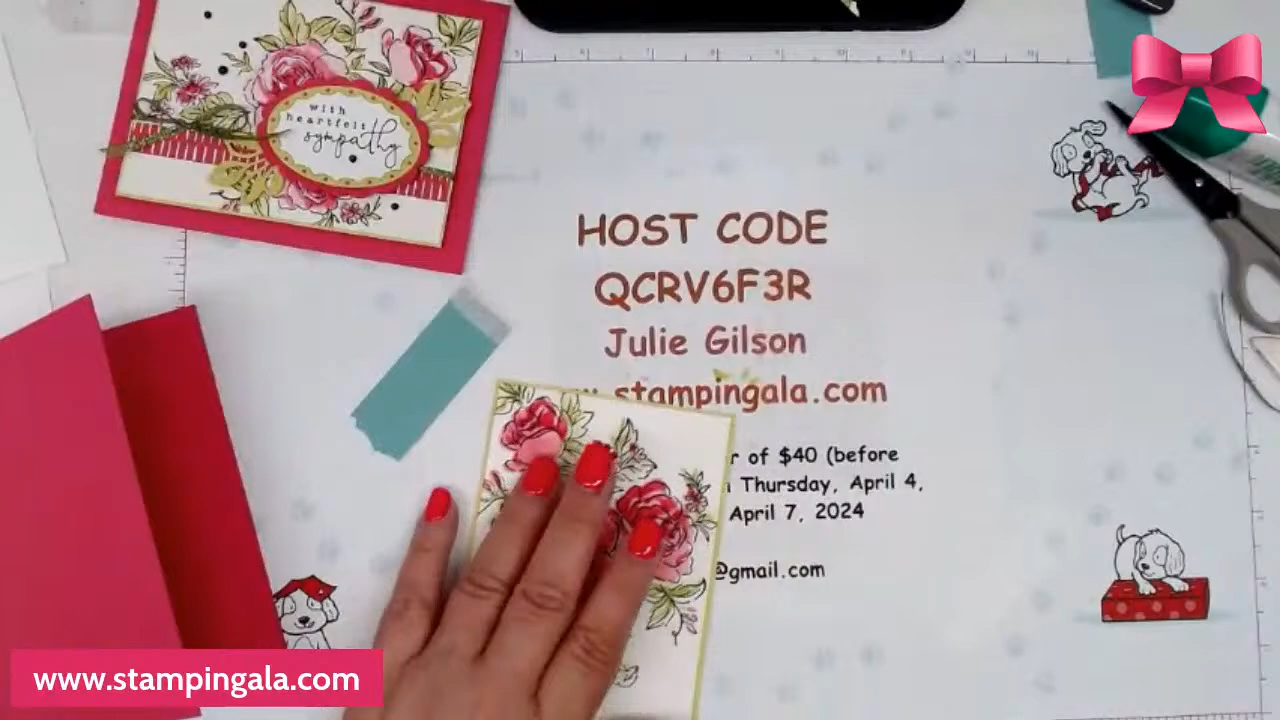 with
heartfelt
sympathy
HOST CODE
QCRV6F3R
Julie Gilson
stampingala.com
of $40 (before
Thursday, April 4,
April 7, 2024
@gmail.com
www.stampingala.com